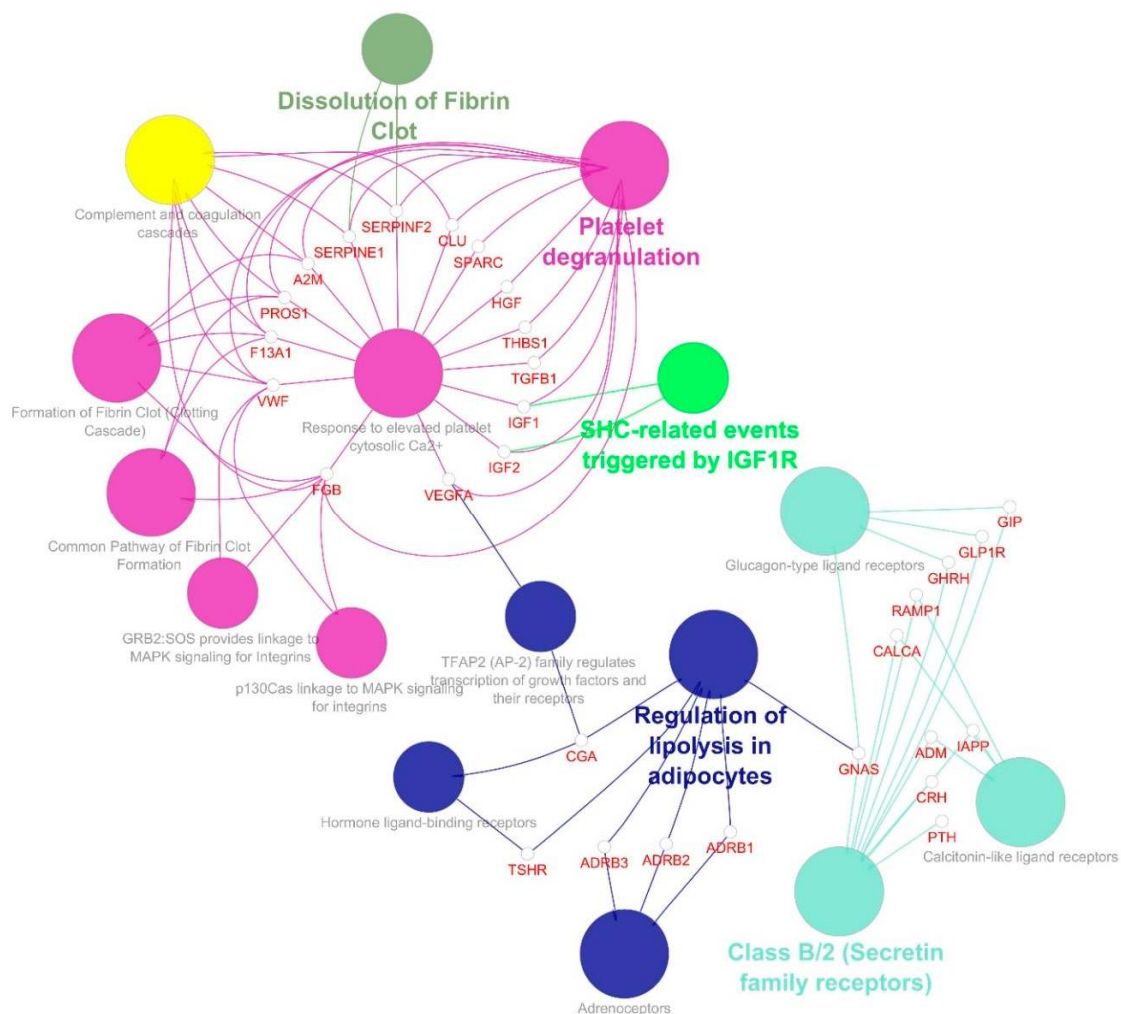 Dissolution of Fibrin
Clot
Complement and coagulation
cascades
SERPINF2
CLU
SERPINE1
SPARC
Platelet
degranulation
A2M
HGF
PROS1
THBS1
F13A1
TGFB1
VWF
IGF1
Formation of Fibrin Clot (Clotting
Cascade)
Response to elevated platelet
cytosolic Ca2+
SHC-related events
triggered by IGF1R
IGF2
FGB
VEGFA
Common Pathway of Fibrin Clot
Formation
GIP
GLP1R
Glucagon-type ligand receptors
GHRH
RAMP1
CALCA
GRB2:SOS provides linkage to
MAPK signaling for Integrins
p130Cas linkage to MAPK signaling
for integrins
TFAP2 (AP-2) family regulates
transcription of growth factors and
their receptors
Regulation of
lipolysis in
adipocytes
CGA
GNAS
ADM
IAPP
CRH
PTH
Hormone ligand-binding receptors
TSHR
ADRB3
ADRB2
ADRB1
Calcitonin-like ligand receptors
Class B/2 (Secretin
family receptors)
Adrenoceptors